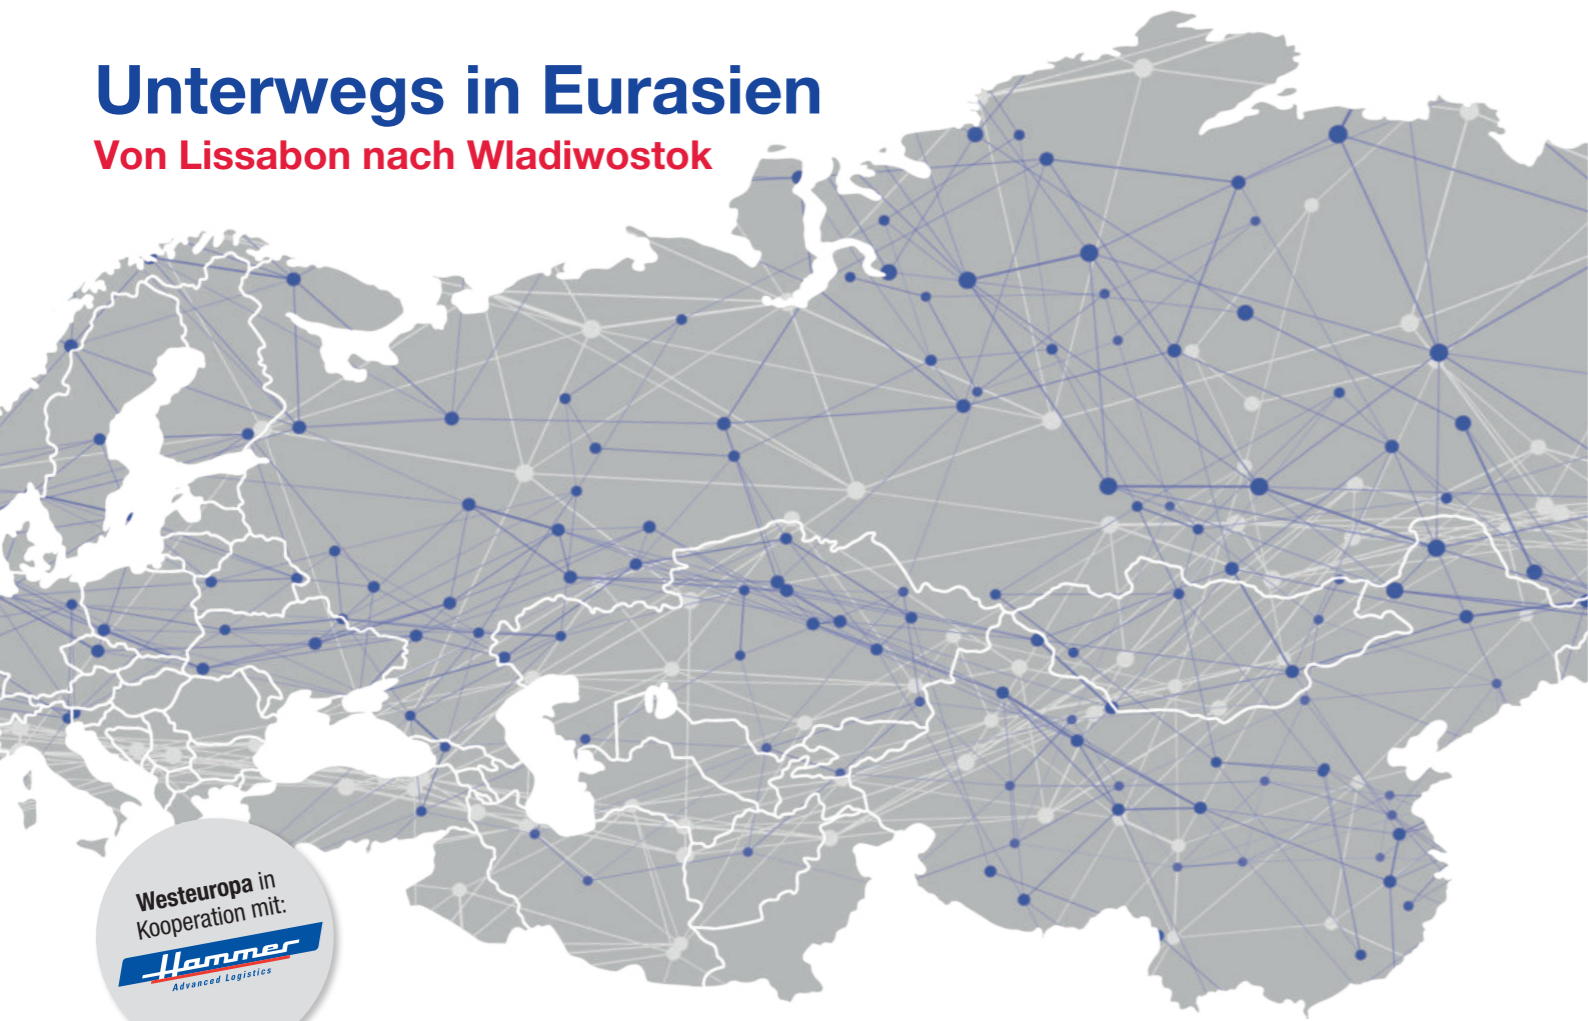 Unterwegs in Eurasien
Von Lissabon nach Wladiwostok
Westeuropa in
Kooperation mit:
Hammer
Advanced Logistics